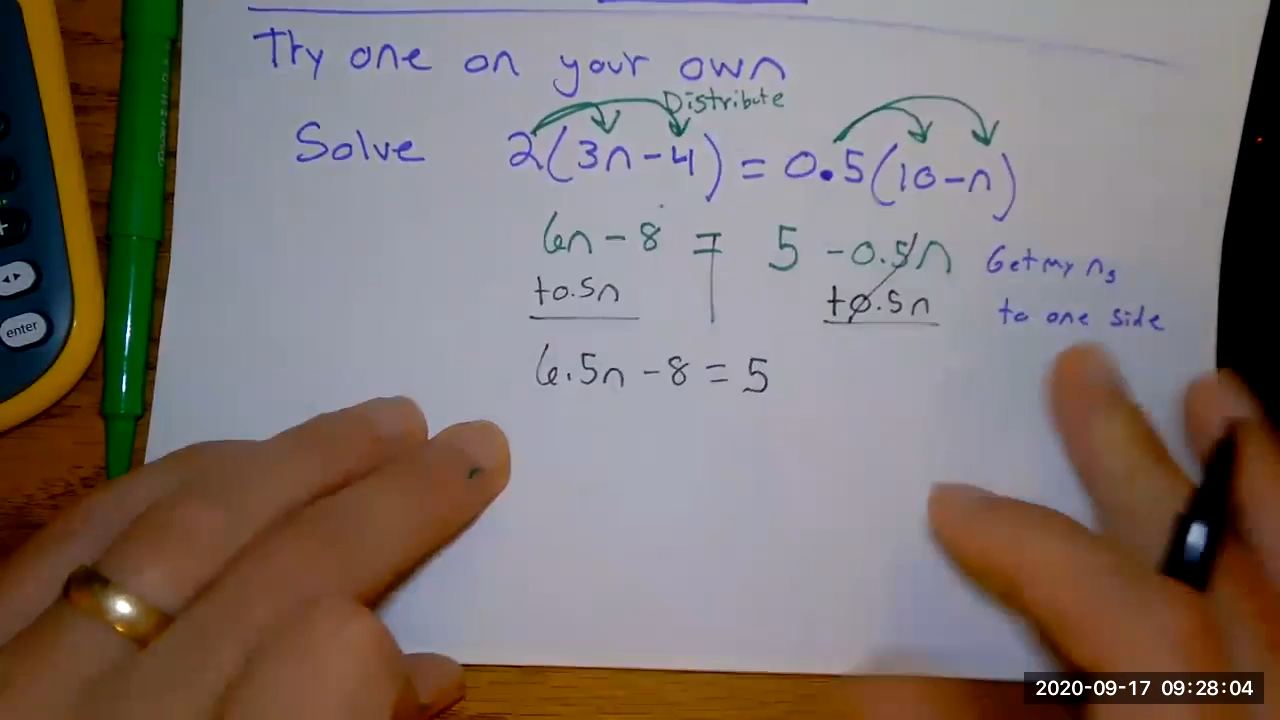 Try one on your own
Distribute
Solve 2(3n-4) = 0.5(10-n)
6n - 8 = 5 - 0.5n Get my ns
+0.5n +0.5n to one side
6.5n - 8 = 5
enter
2020-09-17 09:28:04